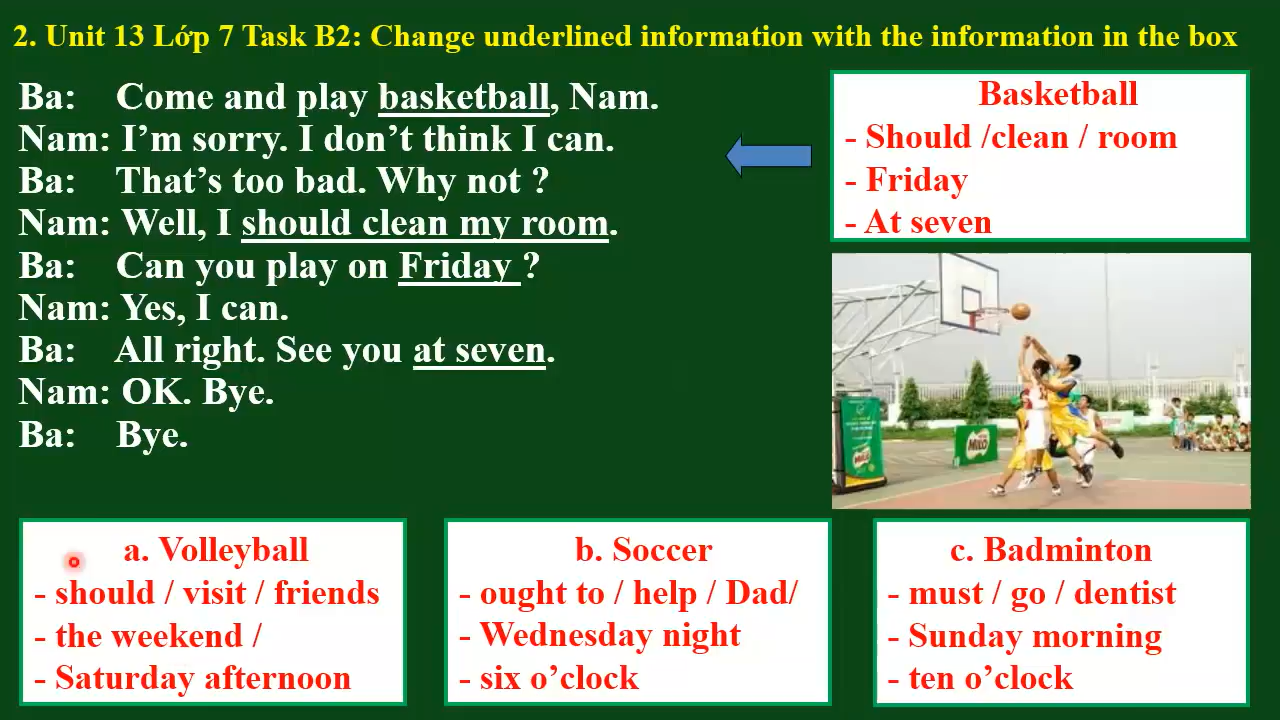 2. Unit 13 Lớp 7 Task B2: Change underlined information with the information in the box
Ba: Come and play basketball, Nam.
Nam: I’m sorry. I don’t think I can.
Ba: That’s too bad. Why not ?
Nam: Well, I should clean my room.
Ba: Can you play on Friday ?
Nam: Yes, I can.
Ba: All right. See you at seven.
Nam: OK. Bye.
Ba: Bye.
Basketball
- Should /clean / room
- Friday
- At seven
MILO
a. Volleyball
- should / visit / friends
- the weekend /
- Saturday afternoon
b. Soccer
- ought to / help / Dad/
- Wednesday night
- six o’clock
c. Badminton
- must / go / dentist
- Sunday morning
- ten o’clock